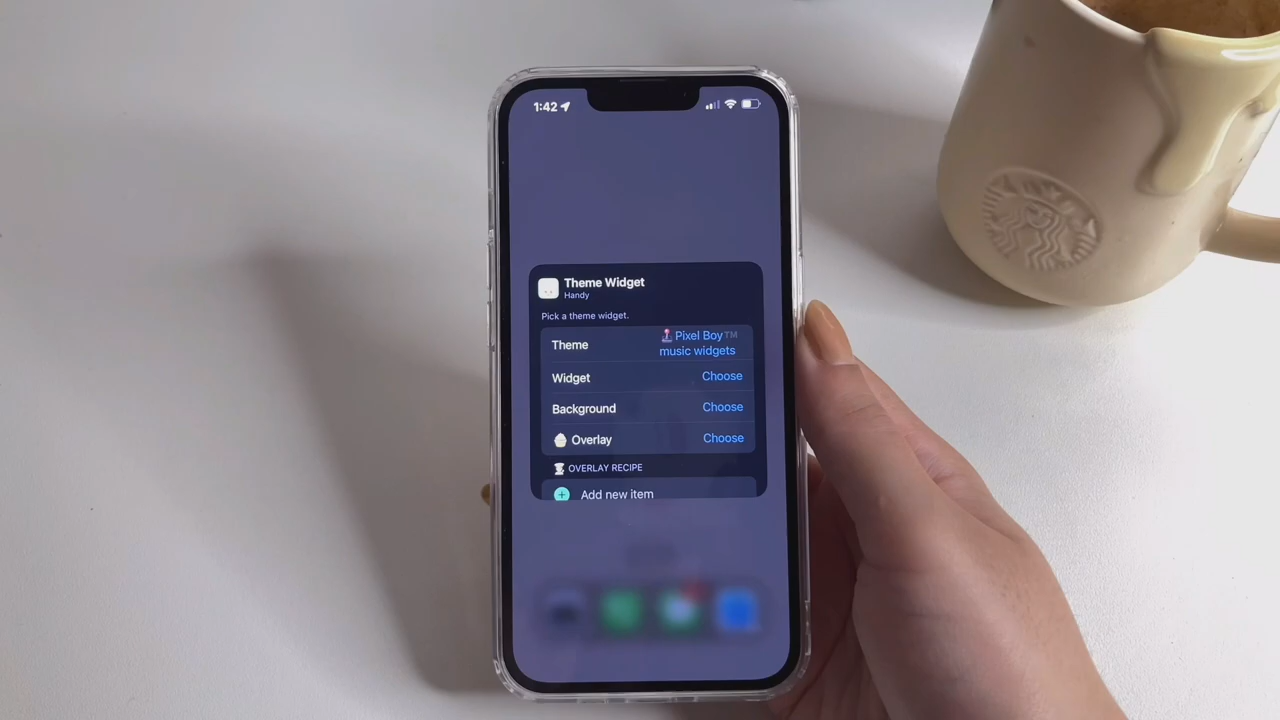 1:42
Theme Widget
Handy
Pick a theme widget.
Theme
🕹️ Pixel Boy™️
music widgets
Widget
Choose
Background
Choose
🧁 Overlay
Choose
OVERLAY RECIPE
Add new item